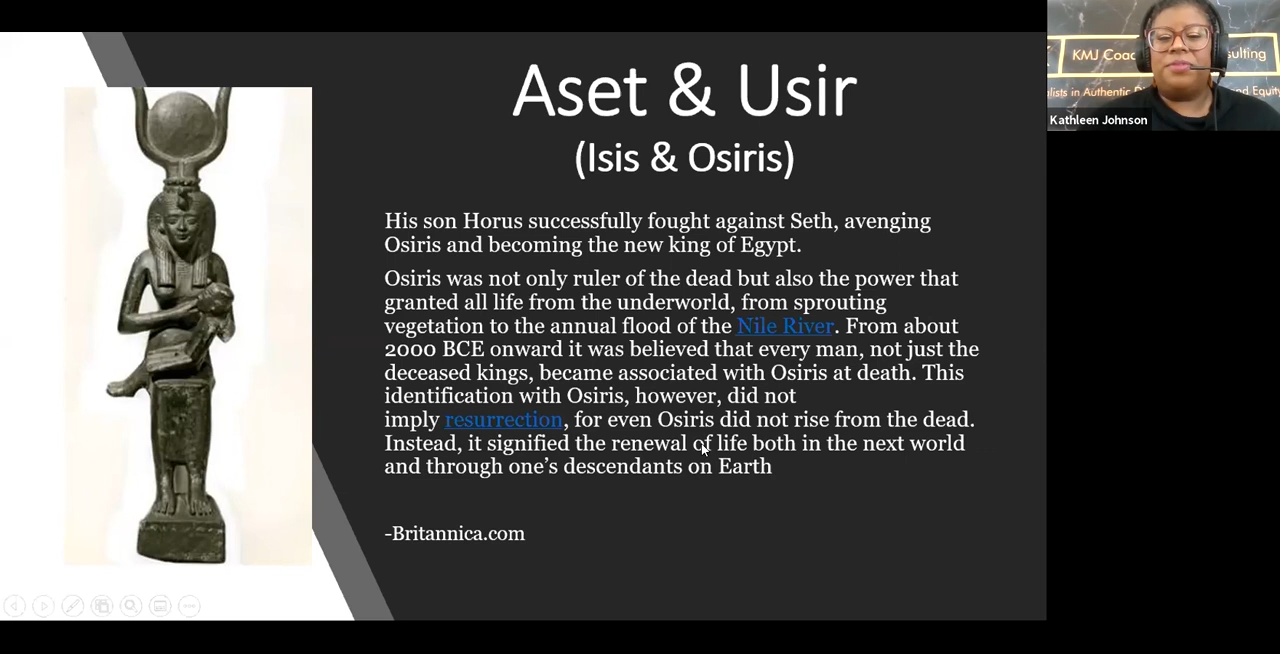 Aset & Usir
(Isis & Osiris)
His son Horus successfully fought against Seth, avenging
Osiris and becoming the new king of Egypt.
Osiris was not only ruler of the dead but also the power that
granted all life from the underworld, from sprouting
vegetation to the annual flood of the Nile River. From about
2000 BCE onward it was believed that every man, not just the
deceased kings, became associated with Osiris at death. This
identification with Osiris, however, did not
imply resurrection, for even Osiris did not rise from the dead.
Instead, it signified the renewal of life both in the next world
and through one’s descendants on Earth
-Britannica.com
KMJ Coac
sulting
alists in Authentic Di
and Equity
Kathleen Johnson